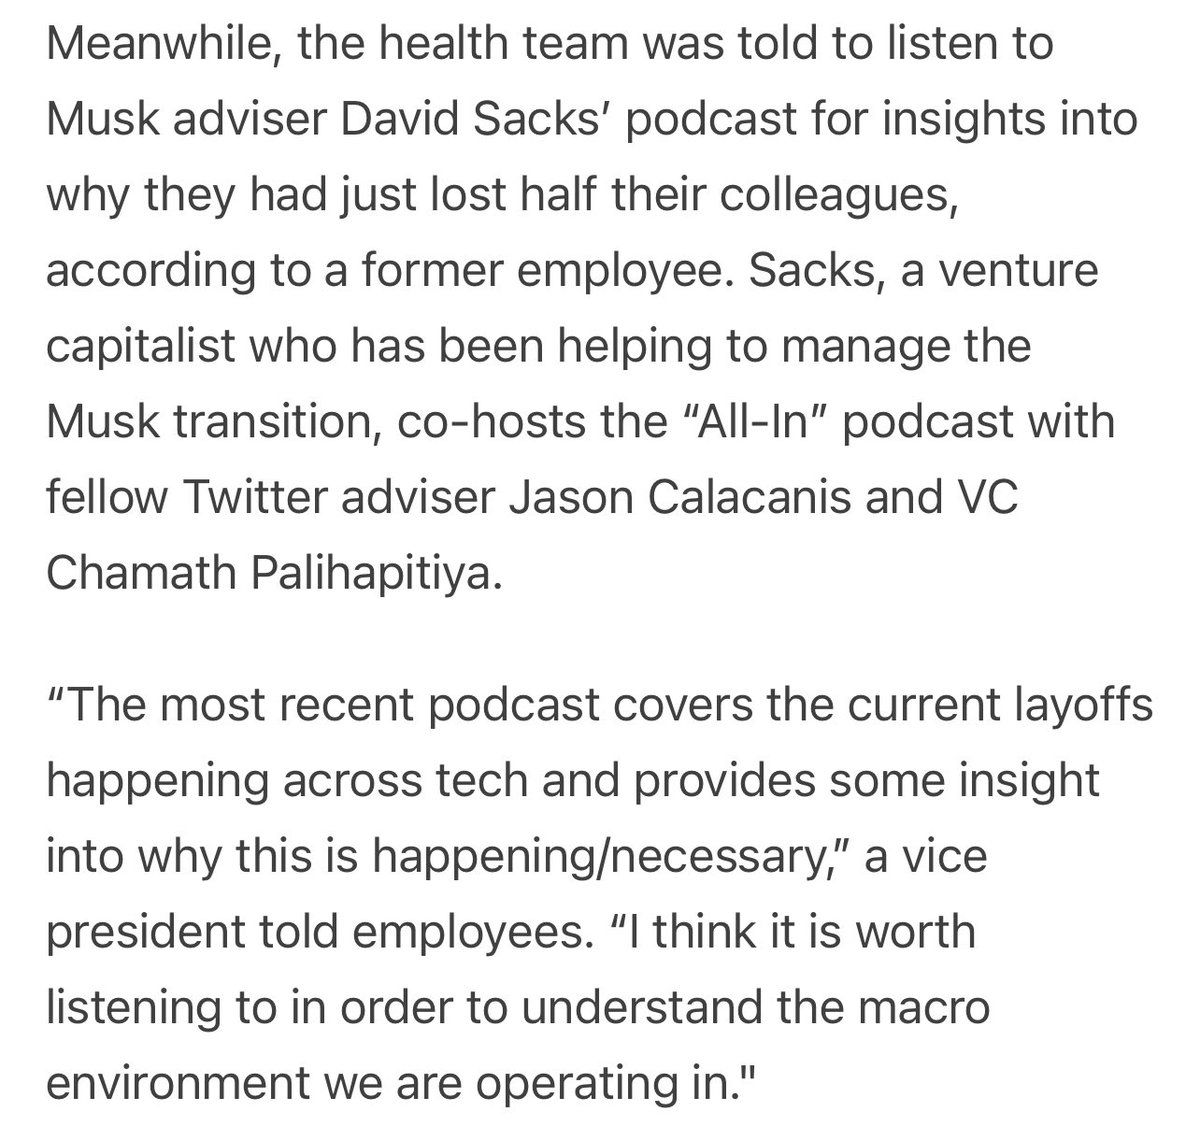 Meanwhile, the health team was told to listen to
Musk adviser David Sacks’ podcast for insights into
why they had just lost half their colleagues,
according to a former employee. Sacks, a venture
capitalist who has been helping to manage the
Musk transition, co-hosts the “All-In” podcast with
fellow Twitter adviser Jason Calacanis and VC
Chamath Palihapitiya.
“The most recent podcast covers the current layoffs
happening across tech and provides some insight
into why this is happening/necessary,” a vice
president told employees. “I think it is worth
listening to in order to understand the macro
environment we are operating in."